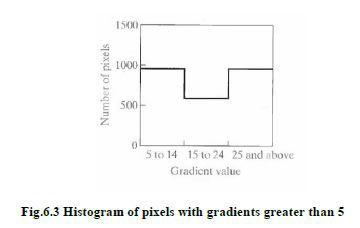 1500
1000
500
0
Number of pixels
5 to 14 15 to 24 25 and above
Gradient value
Fig.6.3 Histogram of pixels with gradients greater than 5